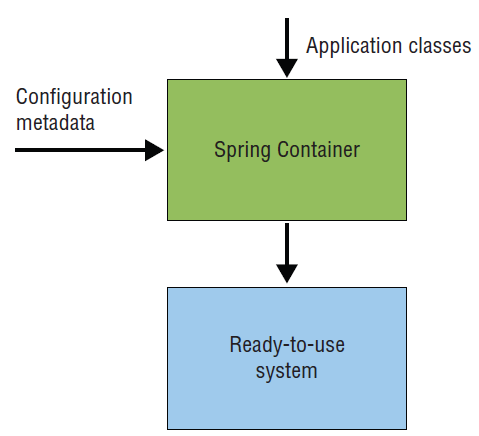 Application classes
Configuration
metadata
Spring Container
Ready-to-use
system